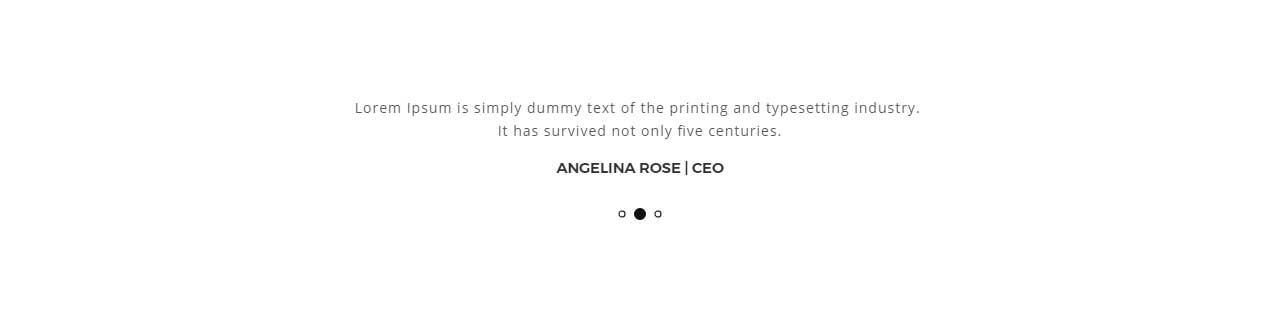 Lorem Ipsum is simply dummy text of the printing and typesetting industry.
It has survived not only five centuries.
ANGELINA ROSE | CEO